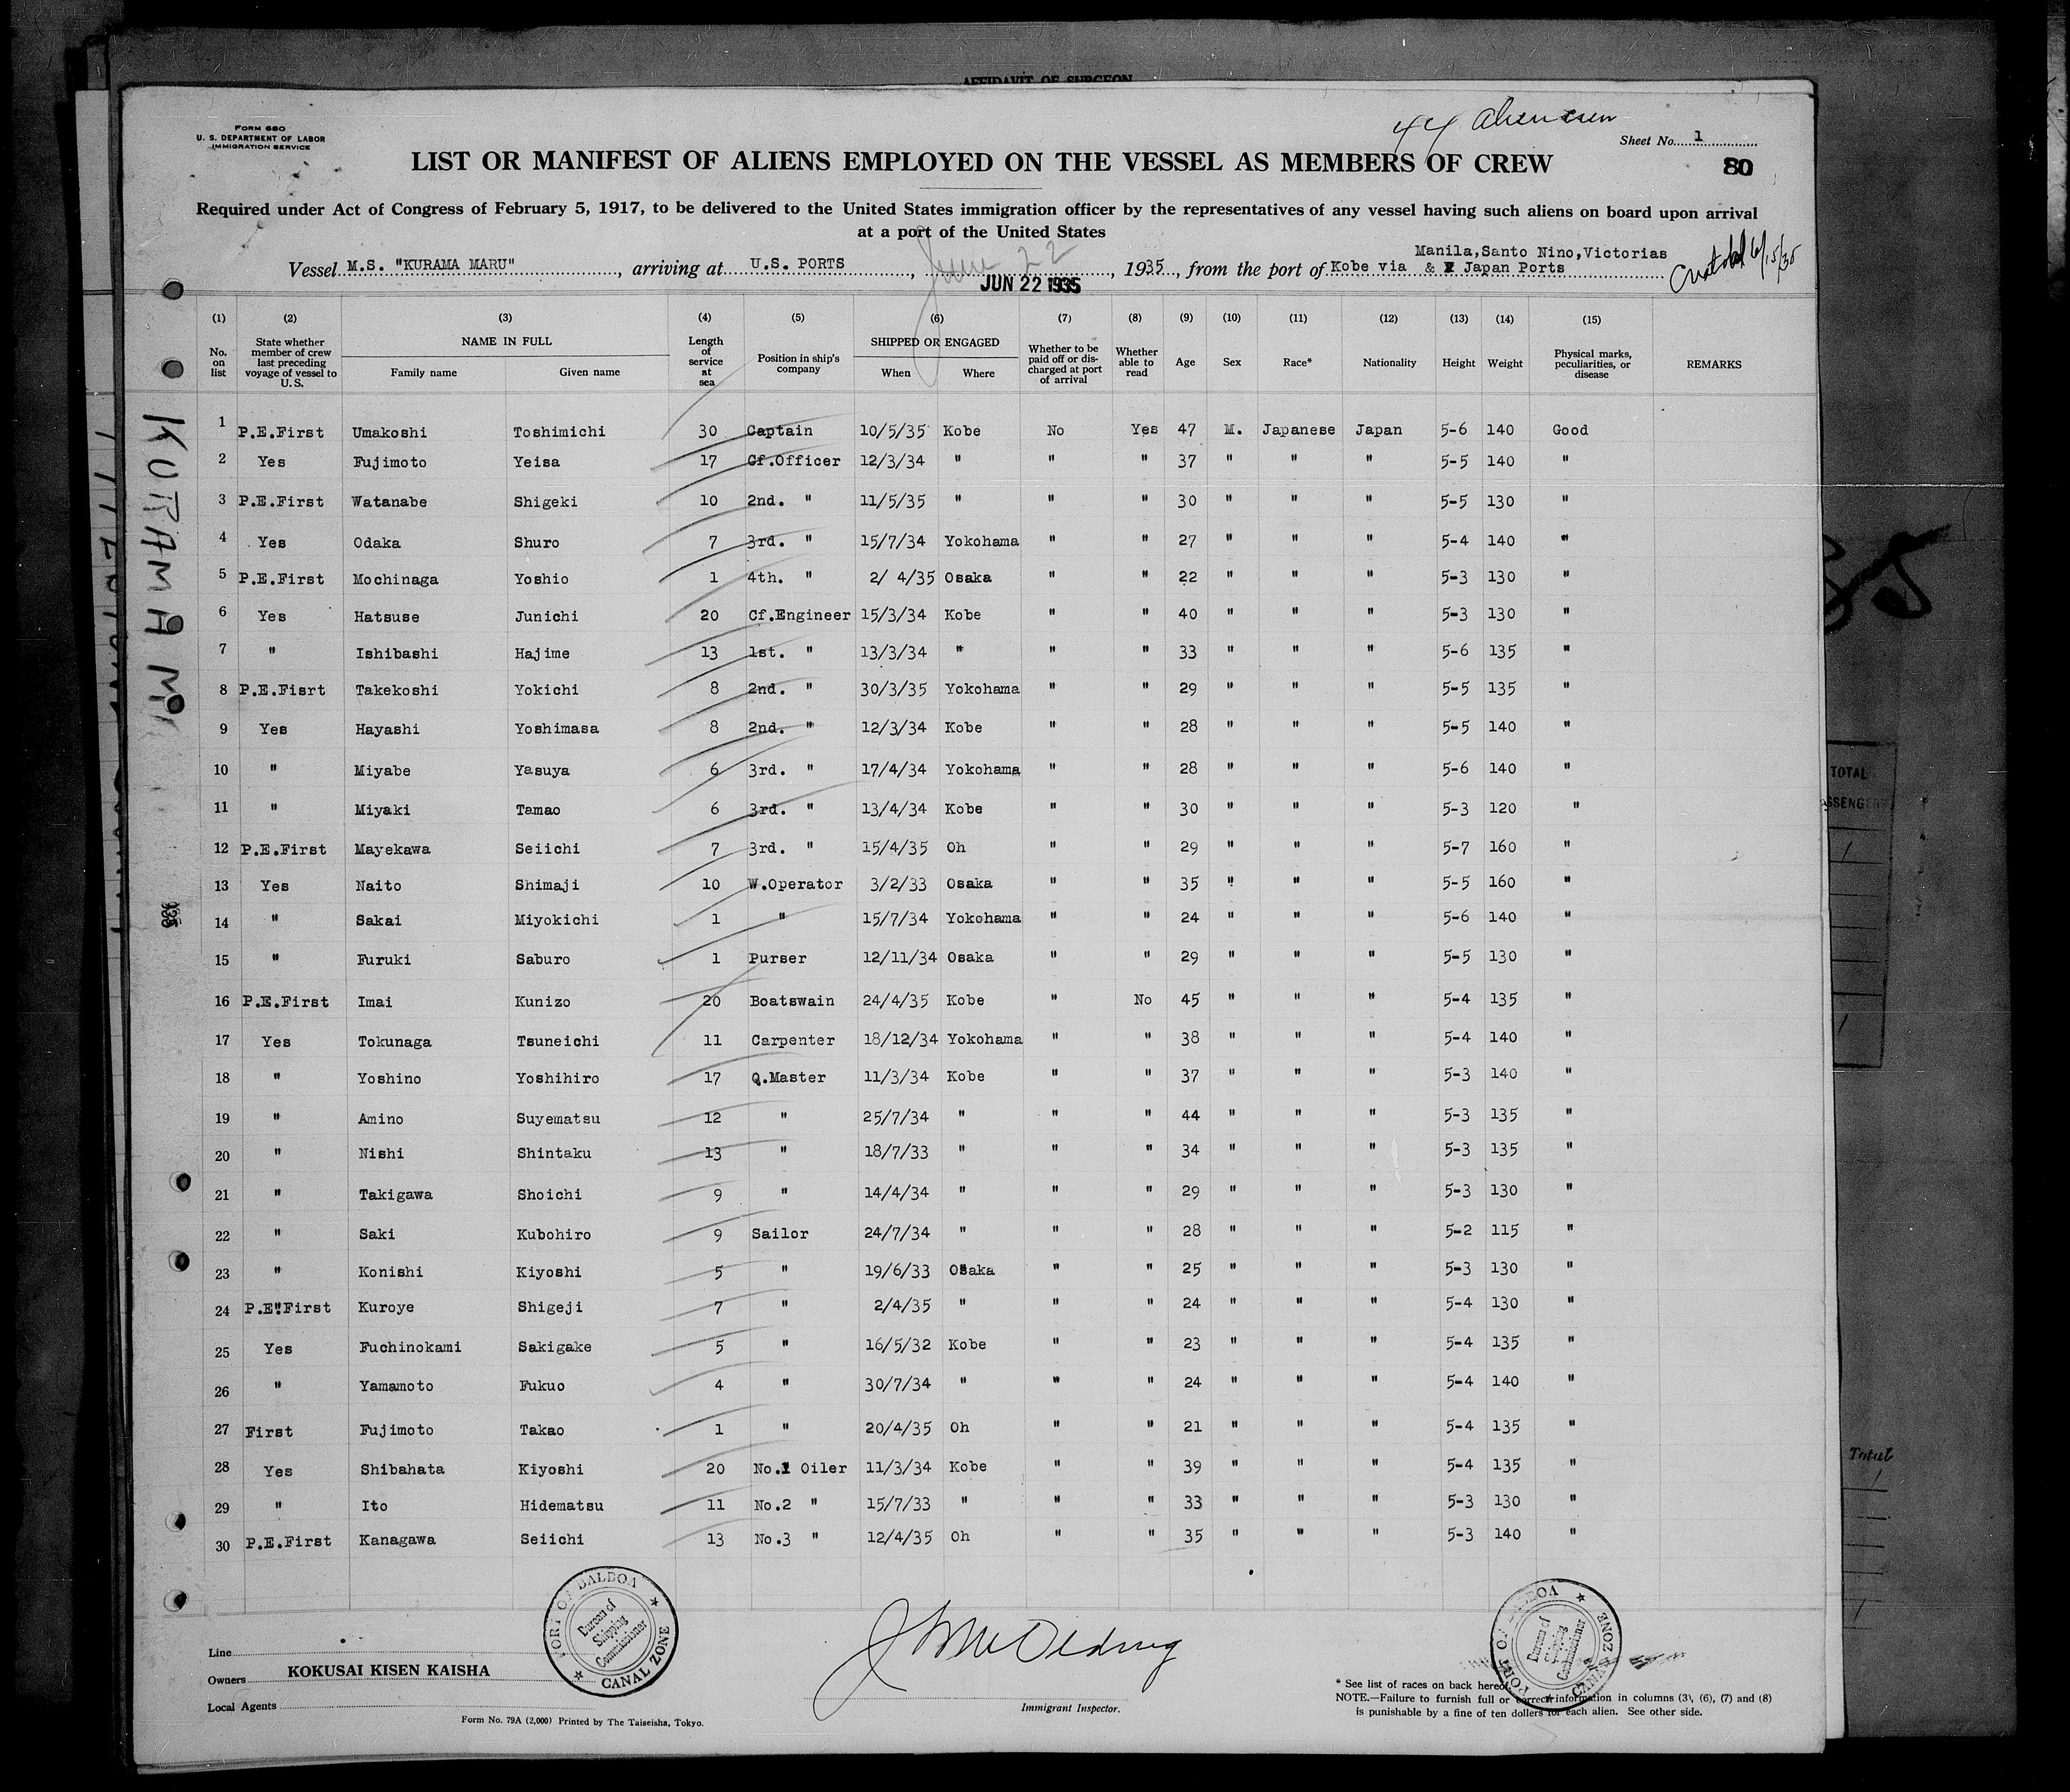 AFFIDAVIT OF SURGEON
FORM 680
U. S. DEPARTMENT OF LABOR
IMMIGRATION SERVICE
44 Alien crew
Sheet No. 1
LIST OR MANIFEST OF ALIENS EMPLOYED ON THE VESSEL AS MEMBERS OF CREW
80
Required under Act of Congress of February 5, 1917, to be delivered to the United States immigration officer by the representatives of any vessel having such aliens on board upon arrival
at a port of the United States
Manila,Santo Nino,Victorias
Vessel M.S. "KURAMA MARU", arriving at U.S. PORTS, June 22, 1935, from the port of Kobe via & Japan Ports
JUN 22 1935
6/15/35
(1) (2) (3) (4) (5) (6) (7) (8) (9) (10) (11) (12) (13) (14) (15)
No. on list
State whether member of crew last preceding voyage of vessel to U. S.
NAME IN FULL
Family name
Given name
Length of service at sea
Position in ship's company
SHIPPED OR ENGAGED
When
Where
Whether to be paid off or discharged at port of arrival
Whether able to read
Age
Sex
Race*
Nationality
Height
Weight
Physical marks, peculiarities, or disease
REMARKS
1 P.E.First Umakoshi Toshimichi 30 Captain 10/5/35 Kobe No Yes 47 M. Japanese Japan 5-6 140 Good
2 Yes Fujimoto Yeisa 17 Cf.Officer 12/3/34 " " " 37 " " " 5-5 140 "
3 P.E.First Watanabe Shigeki 10 2nd. " 11/5/35 " " " 30 " " " 5-5 130 "
4 Yes Odaka Shuro 7 3rd. " 15/7/34 Yokohama " " 27 " " " 5-4 140 "
5 P.E.First Mochinaga Yoshio 1 4th. " 2/ 4/35 Osaka " " 22 " " " 5-3 130 "
6 Yes Hatsuse Junichi 20 Cf.Engineer 15/3/34 Kobe " " 40 " " " 5-3 130 "
7 " Ishibashi Hajime 13 1st. " 13/3/34 " " " 33 " " " 5-6 135 "
8 P.E.Fisrt Takekoshi Yokichi 8 2nd. " 30/3/35 Yokohama " " 29 " " " 5-5 135 "
9 Yes Hayashi Yoshimasa 8 2nd. " 12/3/34 Kobe " " 28 " " " 5-5 140 "
10 " Miyabe Yasuya 6 3rd. " 17/4/34 Yokohama " " 28 " " " 5-6 140 "
11 " Miyaki Tamao 6 3rd. " 13/4/34 Kobe " " 30 " " " 5-3 120 "
12 P.E.First Mayekawa Seiichi 7 3rd. " 15/4/35 Oh " " 29 " " " 5-7 160 "
13 Yes Naito Shimaji 10 W.Operator 3/2/33 Osaka " " 35 " " " 5-5 160 "
14 " Sakai Miyokichi 1 " 15/7/34 Yokohama " " 24 " " " 5-6 140 "
15 " Furuki Saburo 1 Purser 12/11/34 Osaka " " 29 " " " 5-5 130 "
16 P.E.First Imai Kunizo 20 Boatswain 24/4/35 Kobe " No 45 " " " 5-4 135 "
17 Yes Tokunaga Tsuneichi 11 Carpenter 18/12/34 Yokohama " " 38 " " " 5-4 140 "
18 " Yoshino Yoshihiro 17 Q.Master 11/3/34 Kobe " " 37 " " " 5-3 140 "
19 " Amino Suyematsu 12 " 25/7/34 " " " 44 " " " 5-3 135 "
20 " Nishi Shintaku 13 " 18/7/33 " " " 34 " " " 5-3 135 "
21 " Takigawa Shoichi 9 " 14/4/34 " " " 29 " " " 5-3 130 "
22 " Saki Kubohiro 9 Sailor 24/7/34 " " " 28 " " " 5-2 115 "
23 " Konishi Kiyoshi 5 " 19/6/33 Osaka " " 25 " " " 5-3 130 "
24 P.E.First Kuroye Shigeji 7 " 2/4/35 " " " 24 " " " 5-4 130 "
25 Yes Fuchinokami Sakigake 5 " 16/5/32 Kobe " " 23 " " " 5-4 135 "
26 " Yamamoto Fukuo 4 " 30/7/34 " " " 24 " " " 5-4 140 "
27 First Fujimoto Takao 1 " 20/4/35 Oh " " 21 " " " 5-4 135 "
28 Yes Shibahata Kiyoshi 20 No.1 Oiler 11/3/34 Kobe " " 39 " " " 5-4 135 "
29 " Ito Hidematsu 11 No.2 " 15/7/33 " " " 33 " " " 5-3 130 "
30 P.E.First Kanagawa Seiichi 13 No.3 " 12/4/35 Oh " " 35 " " " 5-3 140 "
KURAMA M
935
TOTAL
Total
PORT OF BALBOA
Bureau of Shipping Commissioner
CANAL ZONE
PORT OF BALBOA
Bureau of Shipping Commissioner
CANAL ZONE
Line
Owners KOKUSAI KISEN KAISHA
Local Agents
Form No. 79A (2,000) Printed by The Taiseisha, Tokyo.
Immigrant Inspector.
* See list of races on back hereof
NOTE.—Failure to furnish full or correct information in columns (3), (6), (7) and (8)
is punishable by a fine of ten dollars for each alien. See other side.